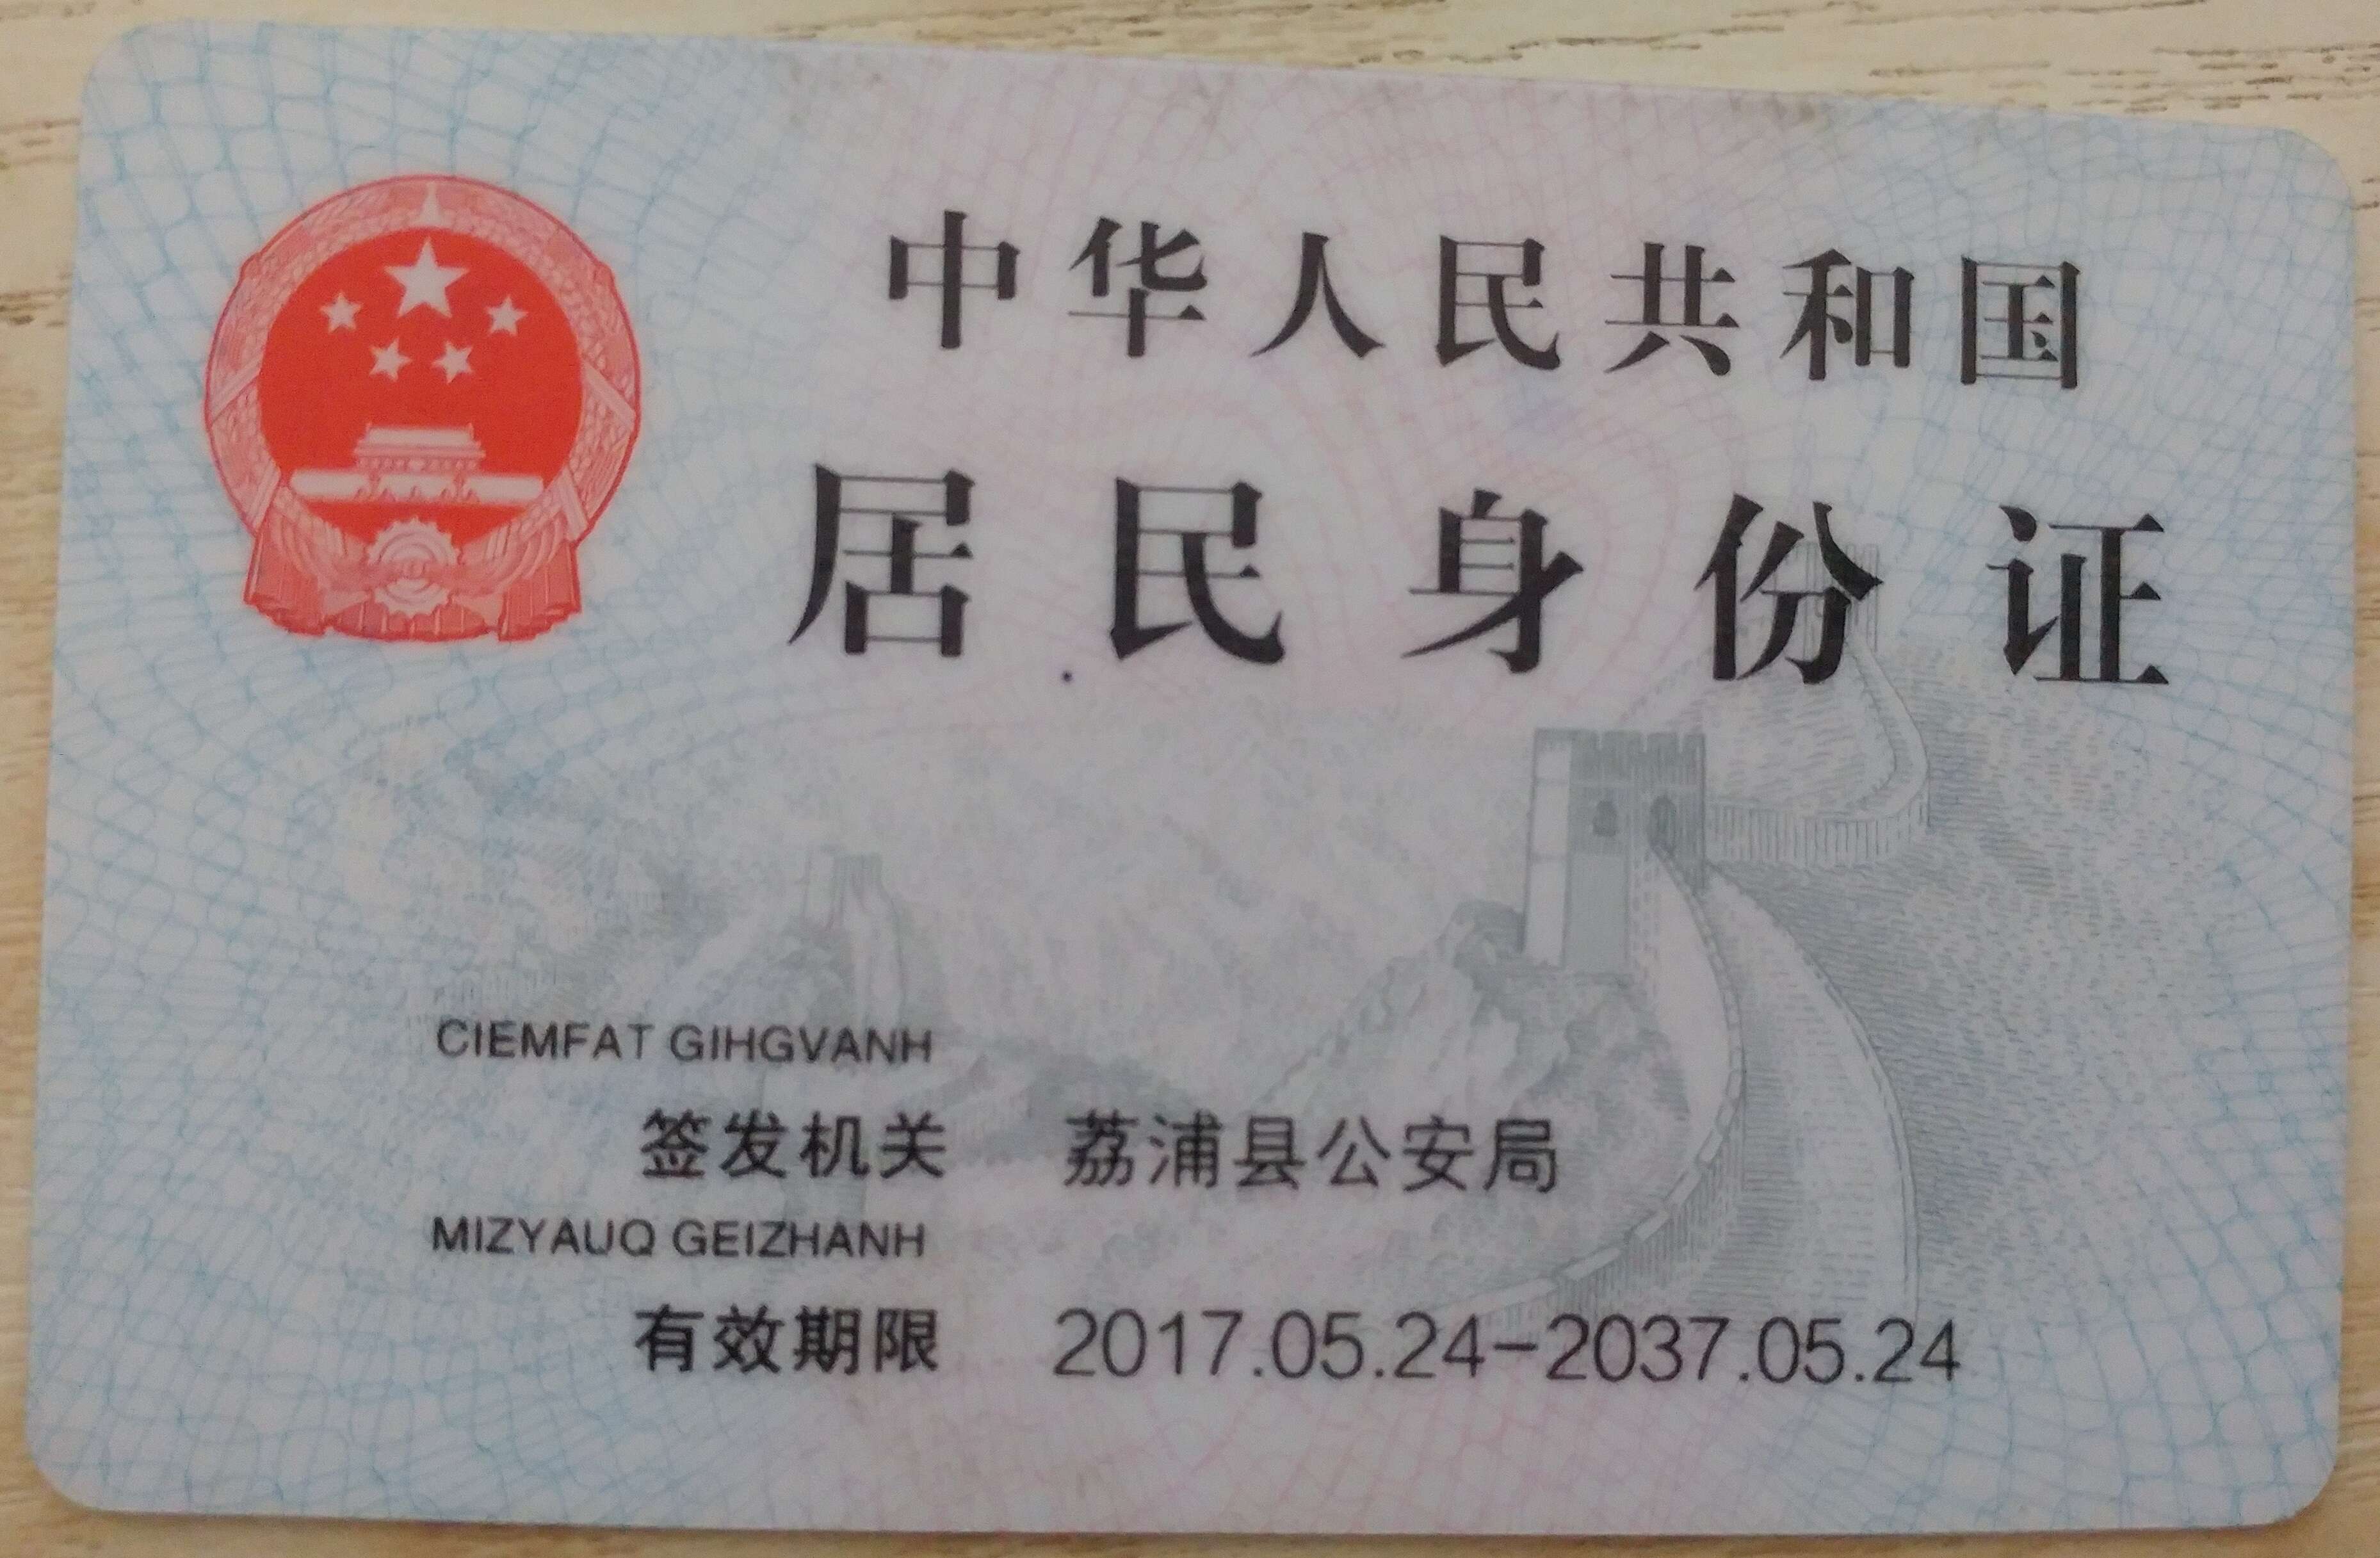 中华人民共和国
居民身份证
CIEMFAT GIHGVANH
签发机关 荔浦县公安局
MIZYAUQ GEIZHANH
有效期限 2017.05.24-2037.05.24